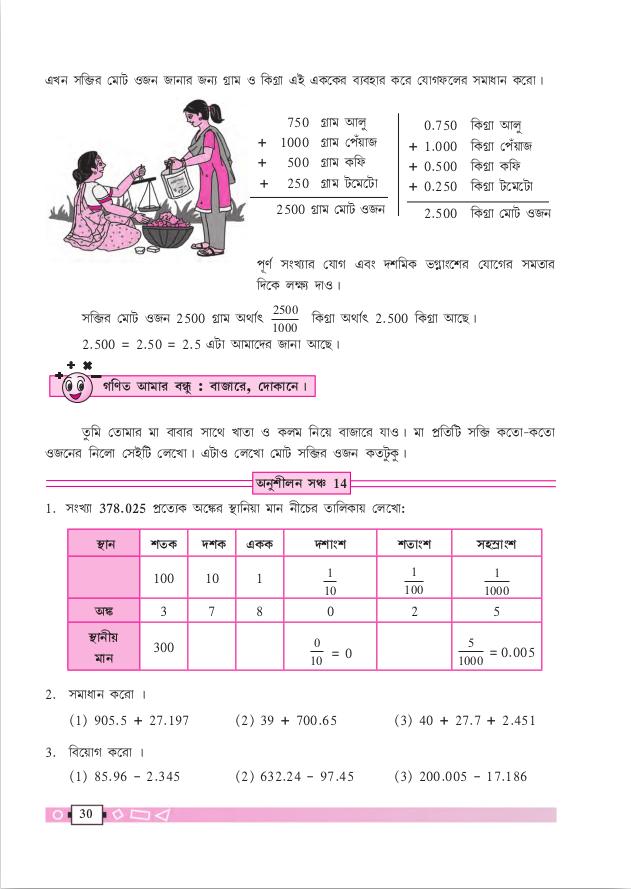 এখন সব্জির মোট ওজন জানার জন্য গ্রাম ও কিগ্রা এই এককের ব্যবহার করে যোগফলের সমাধান করো।
750 গ্রাম আলু
+ 1000 গ্রাম পেঁয়াজ
+ 500 গ্রাম কফি
+ 250 গ্রাম টমেটো
2500 গ্রাম মোট ওজন
0.750 কিগ্রা আলু
+ 1.000 কিগ্রা পেঁয়াজ
+ 0.500 কিগ্রা কফি
+ 0.250 কিগ্রা টমেটো
2.500 কিগ্রা মোট ওজন
পূর্ণ সংখ্যার যোগ এবং দশমিক ভগ্নাংশের যোগের সমতার
দিকে লক্ষ্য দাও।
সব্জির মোট ওজন 2500 গ্রাম অর্থাৎ 2500/1000 কিগ্রা অর্থাৎ 2.500 কিগ্রা আছে।
2.500 = 2.50 = 2.5 এটা আমাদের জানা আছে।
গণিত আমার বন্ধু : বাজারে, দোকানে।
তুমি তোমার মা বাবার সাথে খাতা ও কলম নিয়ে বাজারে যাও। মা প্রতিটি সব্জি কতো-কতো
ওজনের নিলো সেইটি লেখো। এটাও লেখো মোট সব্জির ওজন কতটুকু।
অনুশীলন সঞ্চ 14
1. সংখ্যা 378.025 প্রত্যেক অঙ্কের স্থানিয়া মান নীচের তালিকায় লেখো:
স্থান শতক দশক একক দশাংশ শতাংশ সহস্রাংশ
100 10 1 1/10 1/100 1/1000
অঙ্ক 3 7 8 0 2 5
স্থানীয় মান 300 0/10 = 0 5/1000 = 0.005
2. সমাধান করো।
(1) 905.5 + 27.197 (2) 39 + 700.65 (3) 40 + 27.7 + 2.451
3. বিয়োগ করো।
(1) 85.96 − 2.345 (2) 632.24 − 97.45 (3) 200.005 − 17.186
30